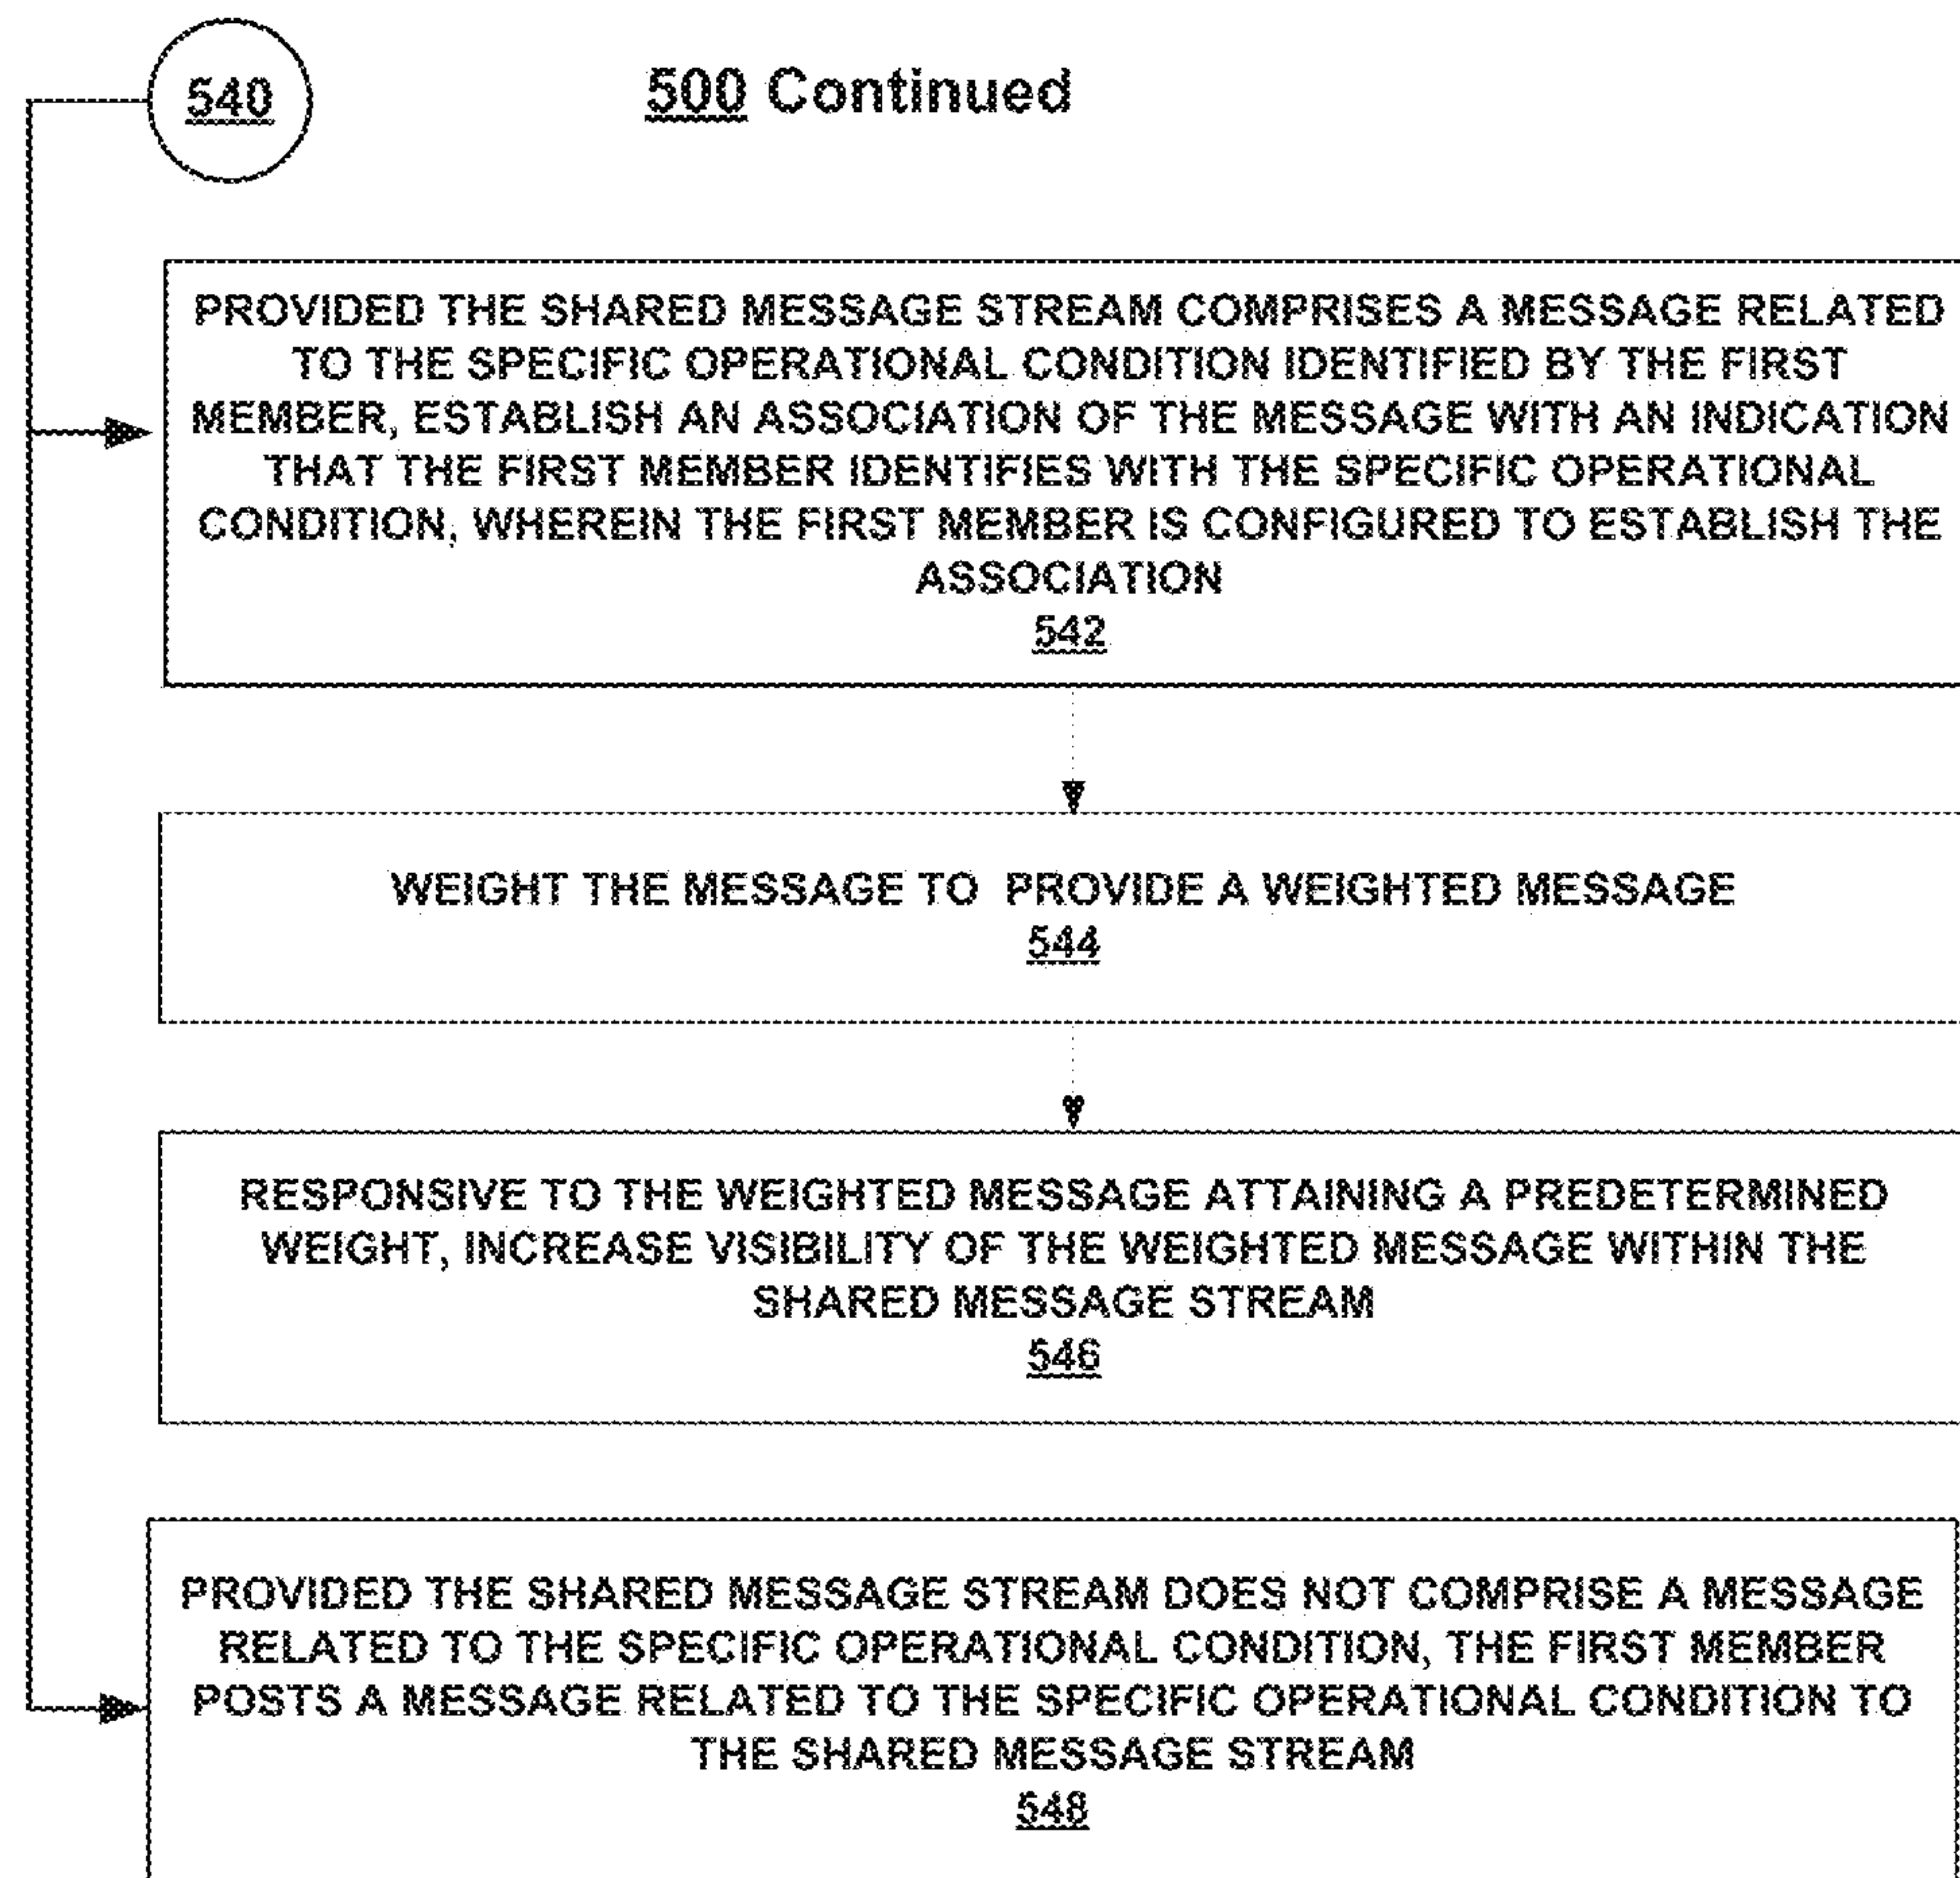 540
500 Continued
PROVIDED THE SHARED MESSAGE STREAM COMPRISES A MESSAGE RELATED
TO THE SPECIFIC OPERATIONAL CONDITION IDENTIFIED BY THE FIRST
MEMBER, ESTABLISH AN ASSOCIATION OF THE MESSAGE WITH AN INDICATION
THAT THE FIRST MEMBER IDENTIFIES WITH THE SPECIFIC OPERATIONAL
CONDITION, WHEREIN THE FIRST MEMBER IS CONFIGURED TO ESTABLISH THE
ASSOCIATION
542
WEIGHT THE MESSAGE TO PROVIDE A WEIGHTED MESSAGE
544
RESPONSIVE TO THE WEIGHTED MESSAGE ATTAINING A PREDETERMINED
WEIGHT, INCREASE VISIBILITY OF THE WEIGHTED MESSAGE WITHIN THE
SHARED MESSAGE STREAM
546
PROVIDED THE SHARED MESSAGE STREAM DOES NOT COMPRISE A MESSAGE
RELATED TO THE SPECIFIC OPERATIONAL CONDITION, THE FIRST MEMBER
POSTS A MESSAGE RELATED TO THE SPECIFIC OPERATIONAL CONDITION TO
THE SHARED MESSAGE STREAM
548